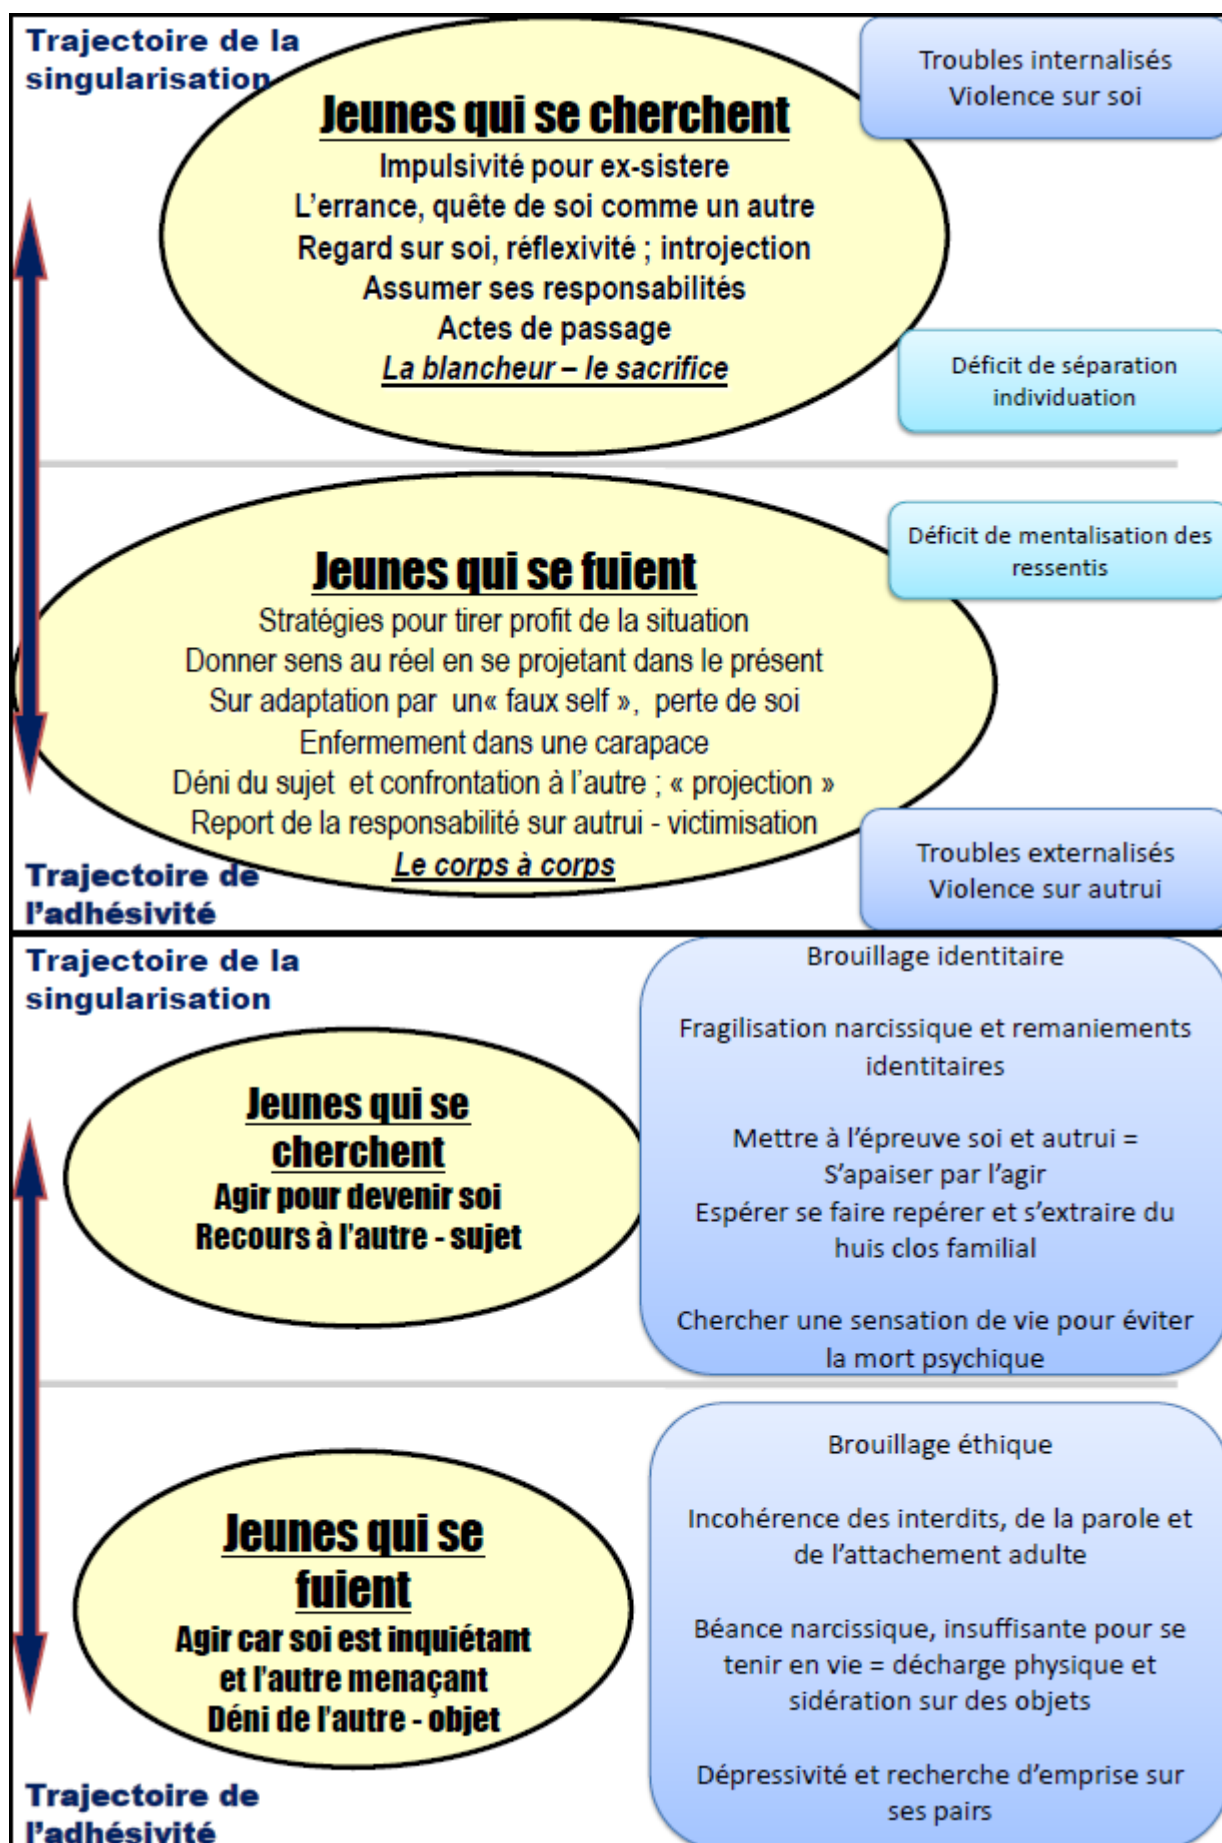 Trajectoire de la
singularisation
Troubles internalisés
Violence sur soi
Jeunes qui se cherchent
Impulsivité pour ex-sistere
L'errance, quête de soi comme un autre
Regard sur soi, réflexivité ; introjection
Assumer ses responsabilités
Actes de passage
La blancheur – le sacrifice
Déficit de séparation
individuation
Déficit de mentalisation des
ressentis
Jeunes qui se fuient
Stratégies pour tirer profit de la situation
Donner sens au réel en se projetant dans le présent
Sur adaptation par un« faux self », perte de soi
Enfermement dans une carapace
Déni du sujet et confrontation à l'autre ; « projection »
Report de la responsabilité sur autrui - victimisation
Le corps à corps
Troubles externalisés
Violence sur autrui
Trajectoire de
l'adhésivité
Trajectoire de la
singularisation
Jeunes qui se
cherchent
Agir pour devenir soi
Recours à l'autre - sujet
Brouillage identitaire
Fragilisation narcissique et remaniements
identitaires
Mettre à l'épreuve soi et autrui =
S'apaiser par l'agir
Espérer se faire repérer et s'extraire du
huis clos familial
Chercher une sensation de vie pour éviter
la mort psychique
Jeunes qui se
fuient
Agir car soi est inquiétant
et l'autre menaçant
Déni de l'autre - objet
Brouillage éthique
Incohérence des interdits, de la parole et
de l'attachement adulte
Béance narcissique, insuffisante pour se
tenir en vie = décharge physique et
sidération sur des objets
Dépressivité et recherche d'emprise sur
ses pairs
Trajectoire de
l'adhésivité